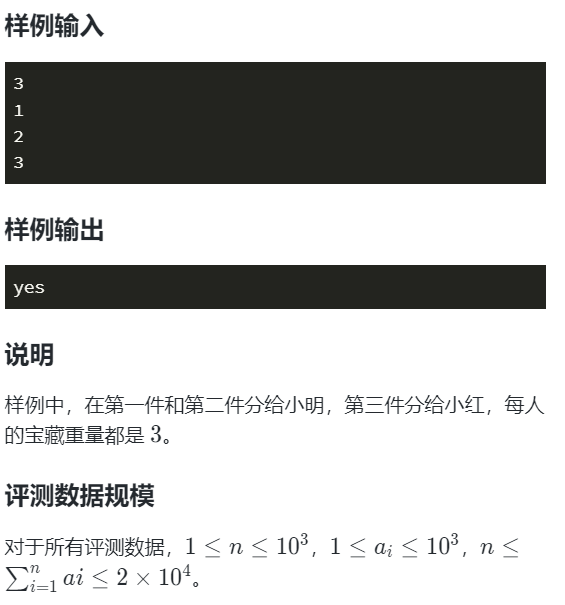 样例输入
3
1
2
3
样例输出
yes
说明
样例中，在第一件和第二件分给小明，第三件分给小红，每人
的宝藏重量都是 3。
评测数据规模
对于所有评测数据，1 ≤ n ≤ 10³，1 ≤ aᵢ ≤ 10³，n ≤
∑ⁿᵢ₌₁ ai ≤ 2 × 10⁴。